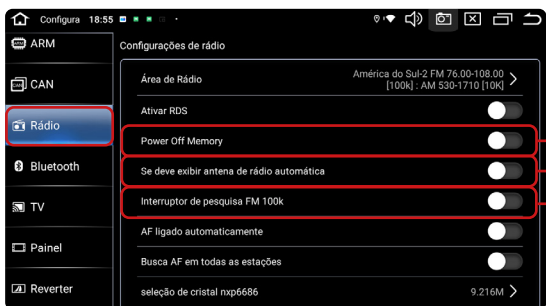 Configura 18:55
ARM
CAN
Rádio
Bluetooth
TV
Painel
Reverter
Configurações de rádio
Área de Rádio
América do Sul-2 FM 76.00-108.00
[100k] : AM 530-1710 [10K]
Ativar RDS
Power Off Memory
Se deve exibir antena de rádio automática
Interruptor de pesquisa FM 100k
AF ligado automaticamente
Busca AF em todas as estações
seleção de cristal nxp6686
9.216M